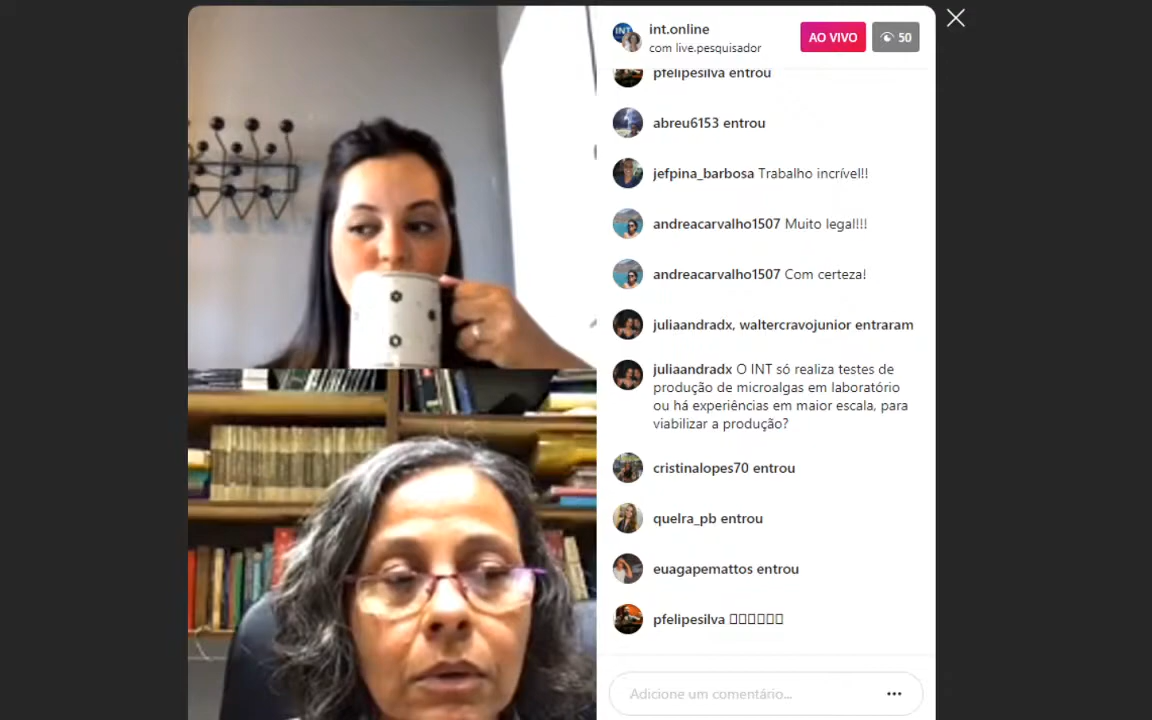 INT
int.online
com live.pesquisador
AO VIVO
50
pfelipesilva entrou
abreu6153 entrou
jefpina_barbosa Trabalho incrível!!
andreacarvalho1507 Muito legal!!!
andreacarvalho1507 Com certeza!
juliaandradx, waltercravojunior entraram
juliaandradx O INT só realiza testes de
produção de microalgas em laboratório
ou há experiências em maior escala, para
viabilizar a produção?
cristinalopes70 entrou
quelra_pb entrou
euagapemattos entrou
pfelipesilva
Adicione um comentário...